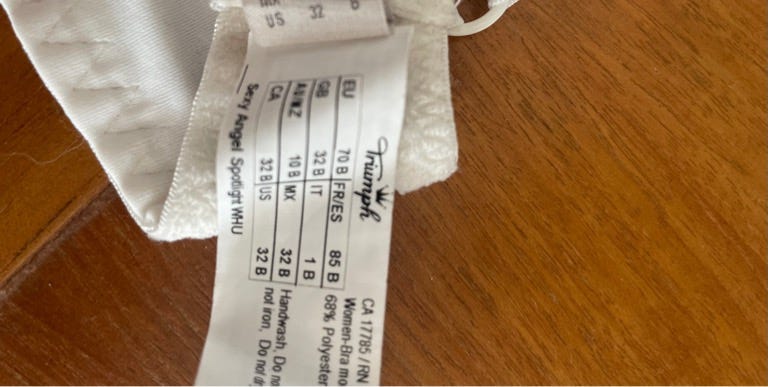 US 32 B
Triumph
EU 70 B FR/ES 85 B
GB 32 B IT 1 B
AU/NZ 10 B MX 32 B
CA 32 B US 32 B
Sexy Angel Spotlight WHU
CA 17785 / RN
Women-Bra mo
68% Polyester
Handwash, Do no
not iron, Do not dr